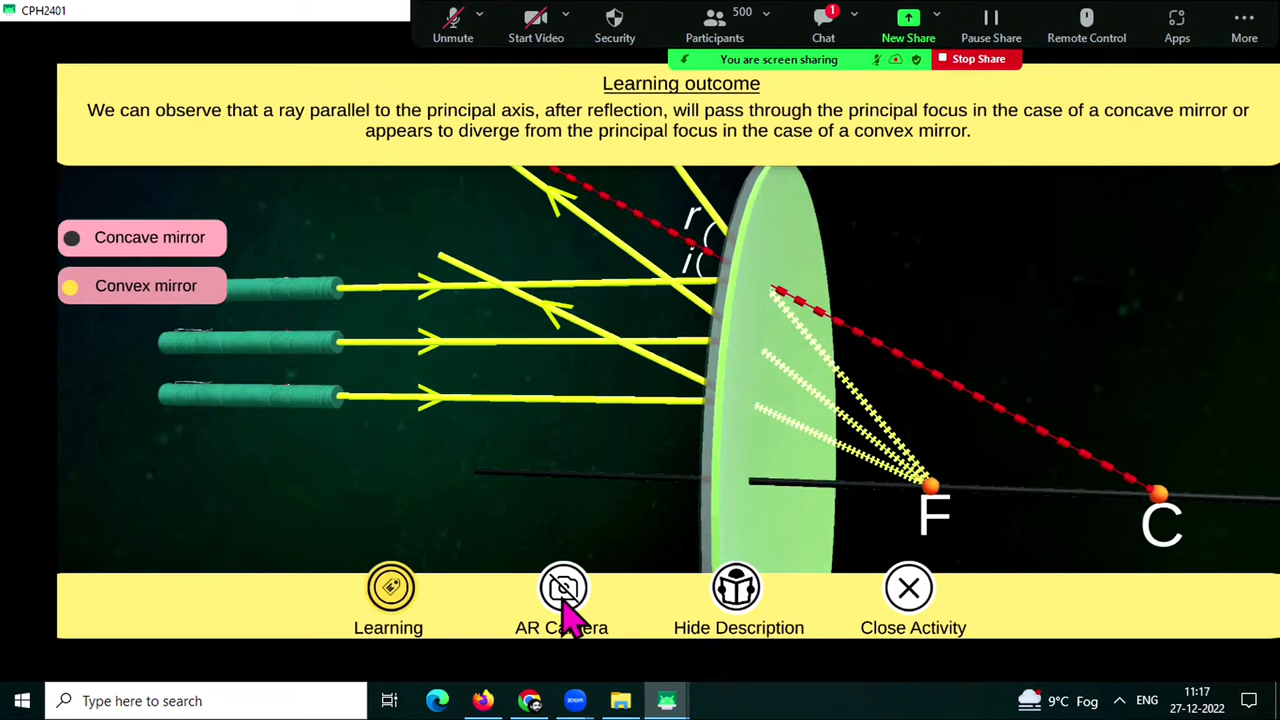 CPH2401
500
1
Unmute
Start Video
Security
Participants
Chat
New Share
Pause Share
Remote Control
Apps
More
You are screen sharing
Stop Share
Learning outcome
We can observe that a ray parallel to the principal axis, after reflection, will pass through the principal focus in the case of a concave mirror or
appears to diverge from the principal focus in the case of a convex mirror.
r
Concave mirror
i
Convex mirror
F
C
Learning
AR Camera
Hide Description
Close Activity
Type here to search
zoom
9°C Fog
ENG
11:17
27-12-2022